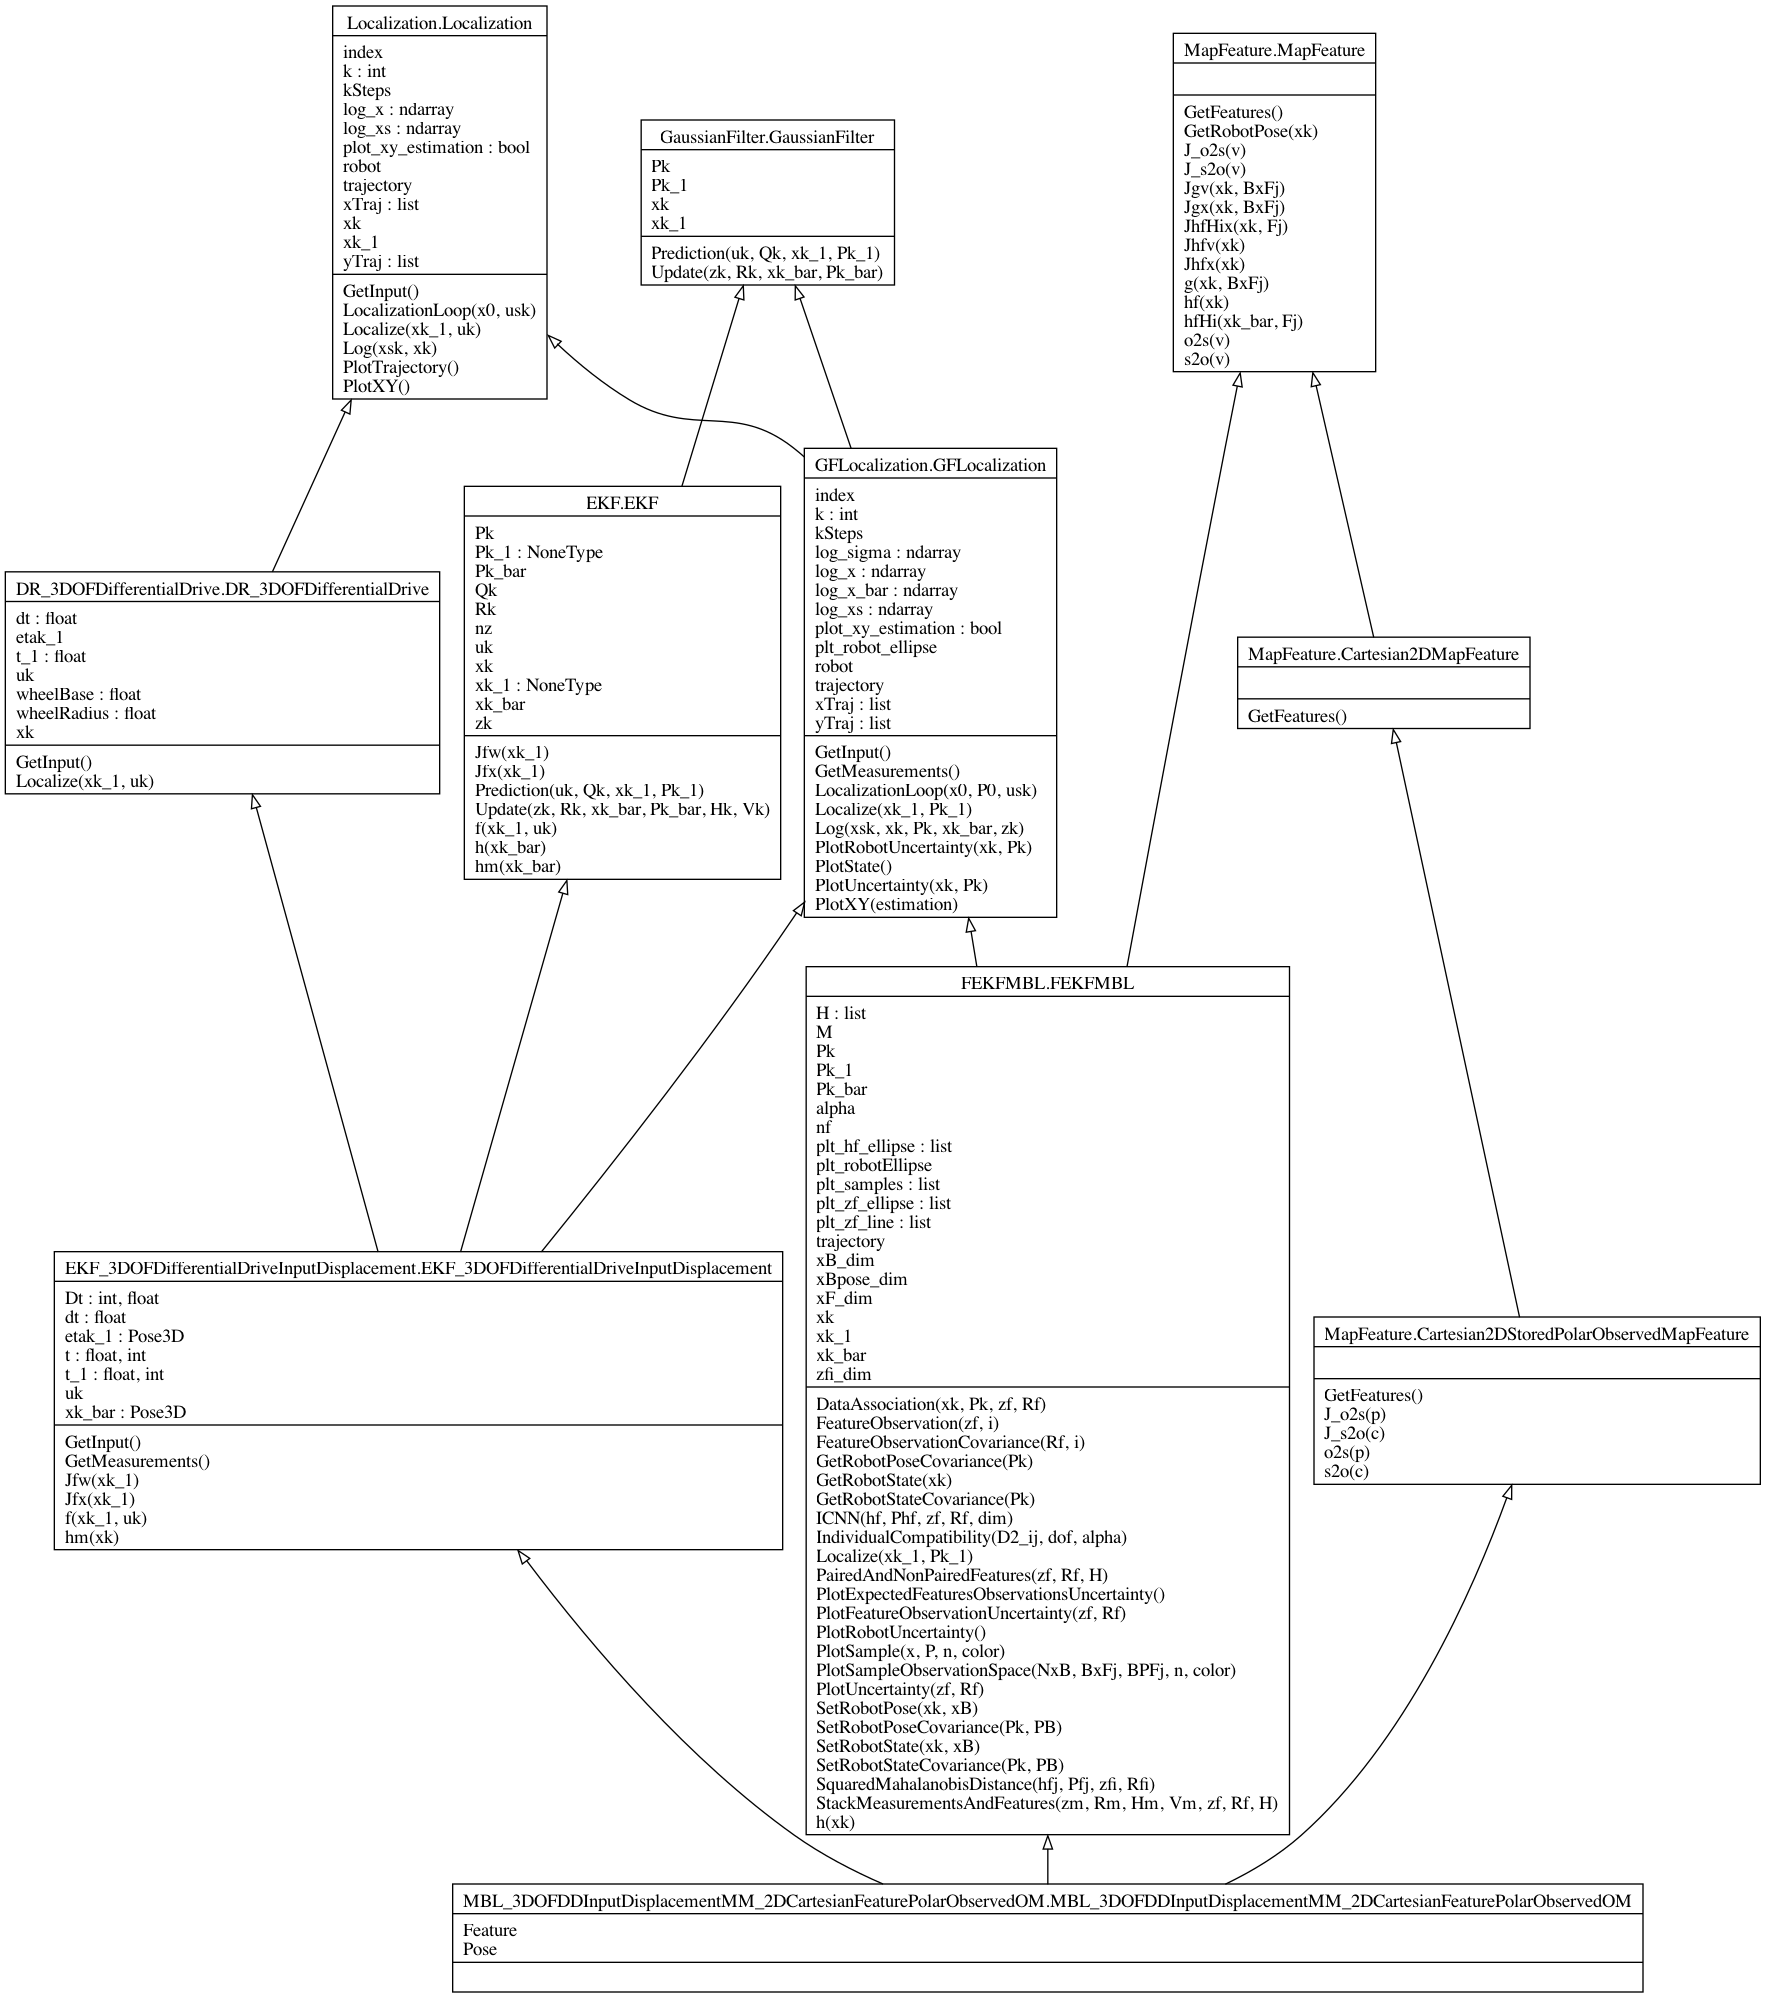 Localization.Localization
index
k : int
kSteps
log_x : ndarray
log_xs : ndarray
plot_xy_estimation : bool
robot
trajectory
xTraj : list
xk
xk_1
yTraj : list
GetInput()
LocalizationLoop(x0, usk)
Localize(xk_1, uk)
Log(xsk, xk)
PlotTrajectory()
PlotXY()
GaussianFilter.GaussianFilter
Pk
Pk_1
xk
xk_1
Prediction(uk, Qk, xk_1, Pk_1)
Update(zk, Rk, xk_bar, Pk_bar)
MapFeature.MapFeature
GetFeatures()
GetRobotPose(xk)
J_o2s(v)
J_s2o(v)
Jgv(xk, BxFj)
Jgx(xk, BxFj)
JhfHix(xk, Fj)
Jhfv(xk)
Jhfx(xk)
g(xk, BxFj)
hf(xk)
hfHi(xk_bar, Fj)
o2s(v)
s2o(v)
DR_3DOFDifferentialDrive.DR_3DOFDifferentialDrive
dt : float
etak_1
t_1 : float
uk
wheelBase : float
wheelRadius : float
xk
GetInput()
Localize(xk_1, uk)
EKF.EKF
Pk
Pk_1 : NoneType
Pk_bar
Qk
Rk
nz
uk
xk
xk_1 : NoneType
xk_bar
zk
Jfw(xk_1)
Jfx(xk_1)
Prediction(uk, Qk, xk_1, Pk_1)
Update(zk, Rk, xk_bar, Pk_bar, Hk, Vk)
f(xk_1, uk)
h(xk_bar)
hm(xk_bar)
GFLocalization.GFLocalization
index
k : int
kSteps
log_sigma : ndarray
log_x : ndarray
log_x_bar : ndarray
log_xs : ndarray
plot_xy_estimation : bool
plt_robot_ellipse
robot
trajectory
xTraj : list
yTraj : list
GetInput()
GetMeasurements()
LocalizationLoop(x0, P0, usk)
Localize(xk_1, Pk_1)
Log(xsk, xk, Pk, xk_bar, zk)
PlotRobotUncertainty(xk, Pk)
PlotState()
PlotUncertainty(xk, Pk)
PlotXY(estimation)
MapFeature.Cartesian2DMapFeature
GetFeatures()
EKF_3DOFDifferentialDriveInputDisplacement.EKF_3DOFDifferentialDriveInputDisplacement
Dt : int, float
dt : float
etak_1 : Pose3D
t : float, int
t_1 : float, int
uk
xk_bar : Pose3D
GetInput()
GetMeasurements()
Jfw(xk_1)
Jfx(xk_1)
f(xk_1, uk)
hm(xk)
FEKFMBL.FEKFMBL
H : list
M
Pk
Pk_1
Pk_bar
alpha
nf
plt_hf_ellipse : list
plt_robotEllipse
plt_samples : list
plt_zf_ellipse : list
plt_zf_line : list
trajectory
xB_dim
xBpose_dim
xF_dim
xk
xk_1
xk_bar
zfi_dim
DataAssociation(xk, Pk, zf, Rf)
FeatureObservation(zf, i)
FeatureObservationCovariance(Rf, i)
GetRobotPoseCovariance(Pk)
GetRobotState(xk)
GetRobotStateCovariance(Pk)
ICNN(hf, Phf, zf, Rf, dim)
IndividualCompatibility(D2_ij, dof, alpha)
Localize(xk_1, Pk_1)
PairedAndNonPairedFeatures(zf, Rf, H)
PlotExpectedFeaturesObservationsUncertainty()
PlotFeatureObservationUncertainty(zf, Rf)
PlotRobotUncertainty()
PlotSample(x, P, n, color)
PlotSampleObservationSpace(NxB, BxFj, BPFj, n, color)
PlotUncertainty(zf, Rf)
SetRobotPose(xk, xB)
SetRobotPoseCovariance(Pk, PB)
SetRobotState(xk, xB)
SetRobotStateCovariance(Pk, PB)
SquaredMahalanobisDistance(hfj, Pfj, zfi, Rfi)
StackMeasurementsAndFeatures(zm, Rm, Hm, Vm, zf, Rf, H)
h(xk)
MapFeature.Cartesian2DStoredPolarObservedMapFeature
GetFeatures()
J_o2s(p)
J_s2o(c)
o2s(p)
s2o(c)
MBL_3DOFDDInputDisplacementMM_2DCartesianFeaturePolarObservedOM.MBL_3DOFDDInputDisplacementMM_2DCartesianFeaturePolarObservedOM
Feature
Pose